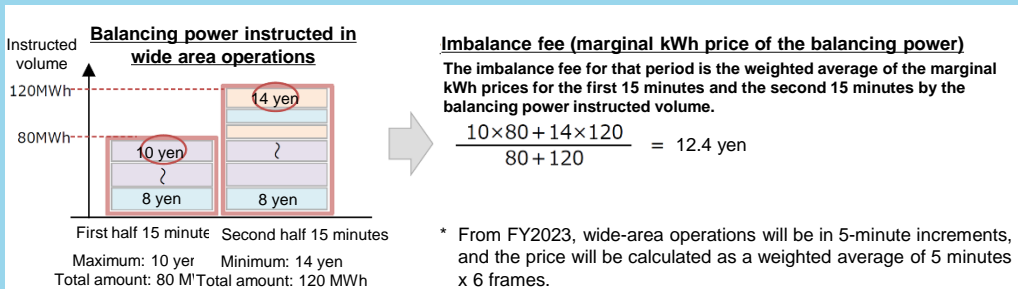 Balancing power instructed in
wide area operations
Instructed
volume
120MWh
80MWh
14 yen
10 yen
8 yen
8 yen
First half 15 minute
Second half 15 minutes
Maximum: 10 yer
Minimum: 14 yen
Total amount: 80 M'
Total amount: 120 MWh
Imbalance fee (marginal kWh price of the balancing power)
The imbalance fee for that period is the weighted average of the marginal
kWh prices for the first 15 minutes and the second 15 minutes by the
balancing power instructed volume.
10×80+14×120
80+120
= 12.4 yen
* From FY2023, wide-area operations will be in 5-minute increments,
and the price will be calculated as a weighted average of 5 minutes
x 6 frames.